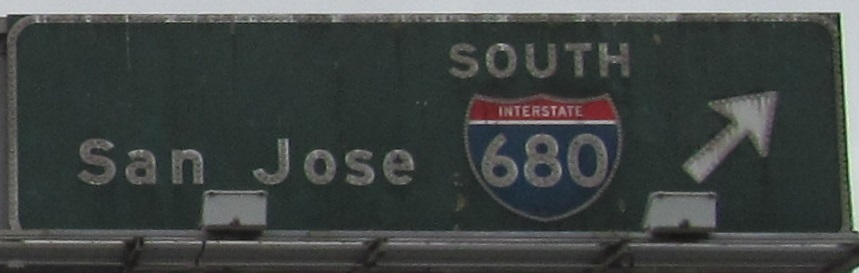 SOUTH
INTERSTATE
San Jose 680